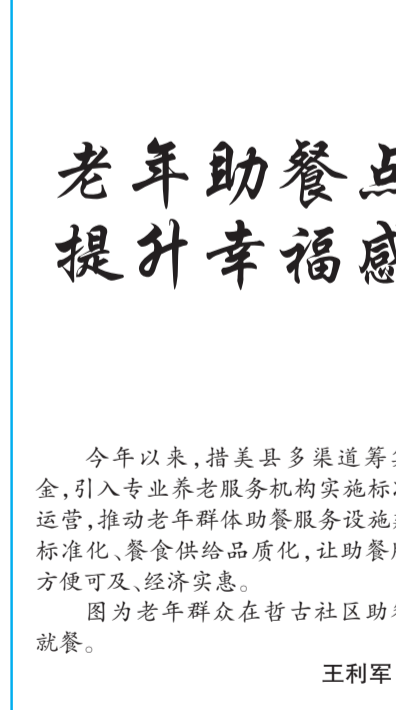 老年助餐点
提升幸福感
今年以来，措美县多渠道筹
金，引入专业养老服务机构实施标
运营，推动老年群体助餐服务设施
标准化、餐食供给品质化，让助餐
方便可及、经济实惠。
图为老年群众在哲古社区助
就餐。
王利军